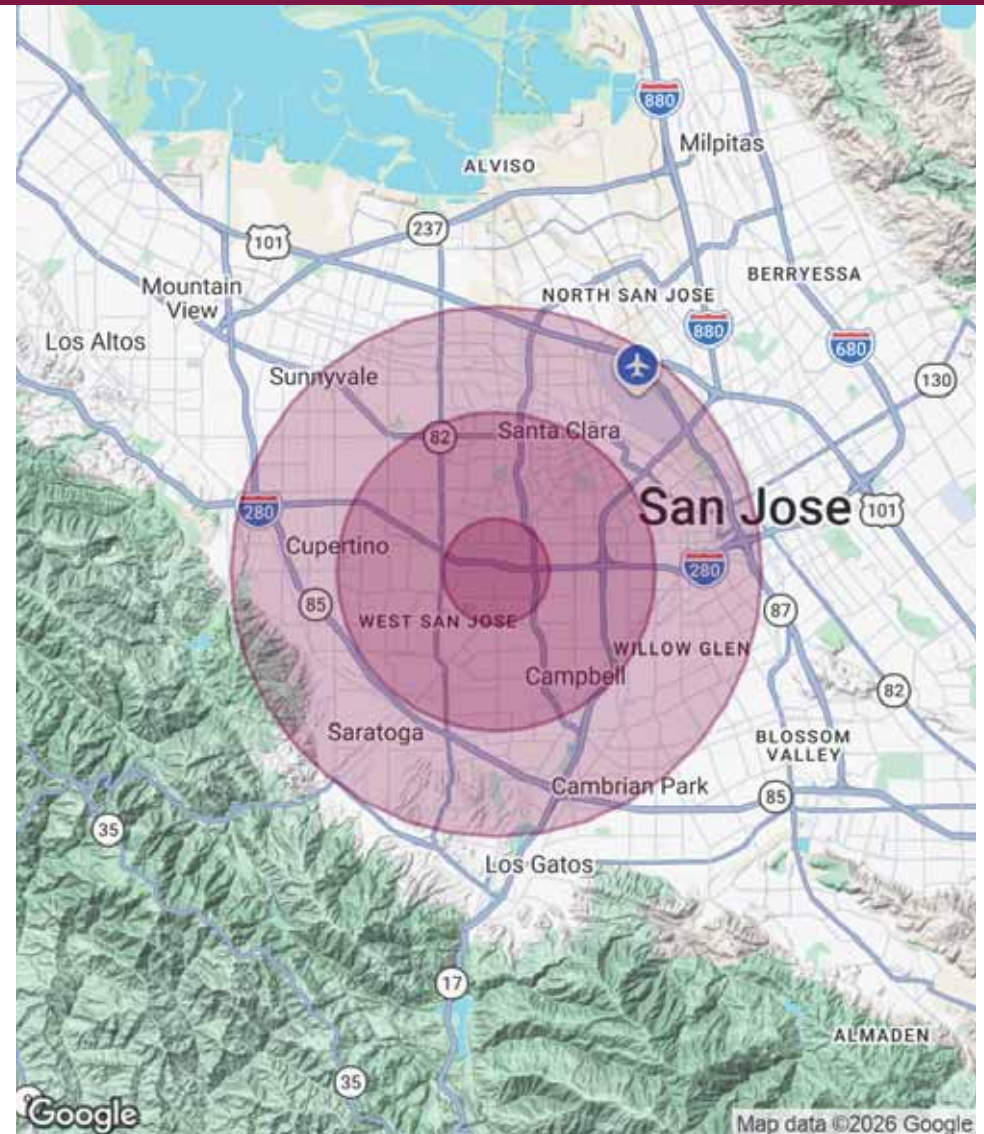 880
Milpitas
ALVISO
237
101
BERRYESSA
Mountain
View
NORTH SAN JOSE
880
Los Altos
680
Sunnyvale
130
82
Santa Clara
280
San Jose
101
Cupertino
280
85
87
WEST SAN JOSE
WILLOW GLEN
Campbell
82
Saratoga
BLOSSOM
VALLEY
Cambrian Park
85
35
Los Gatos
17
ALMADEN
35
Google
Map data ©2026 Google